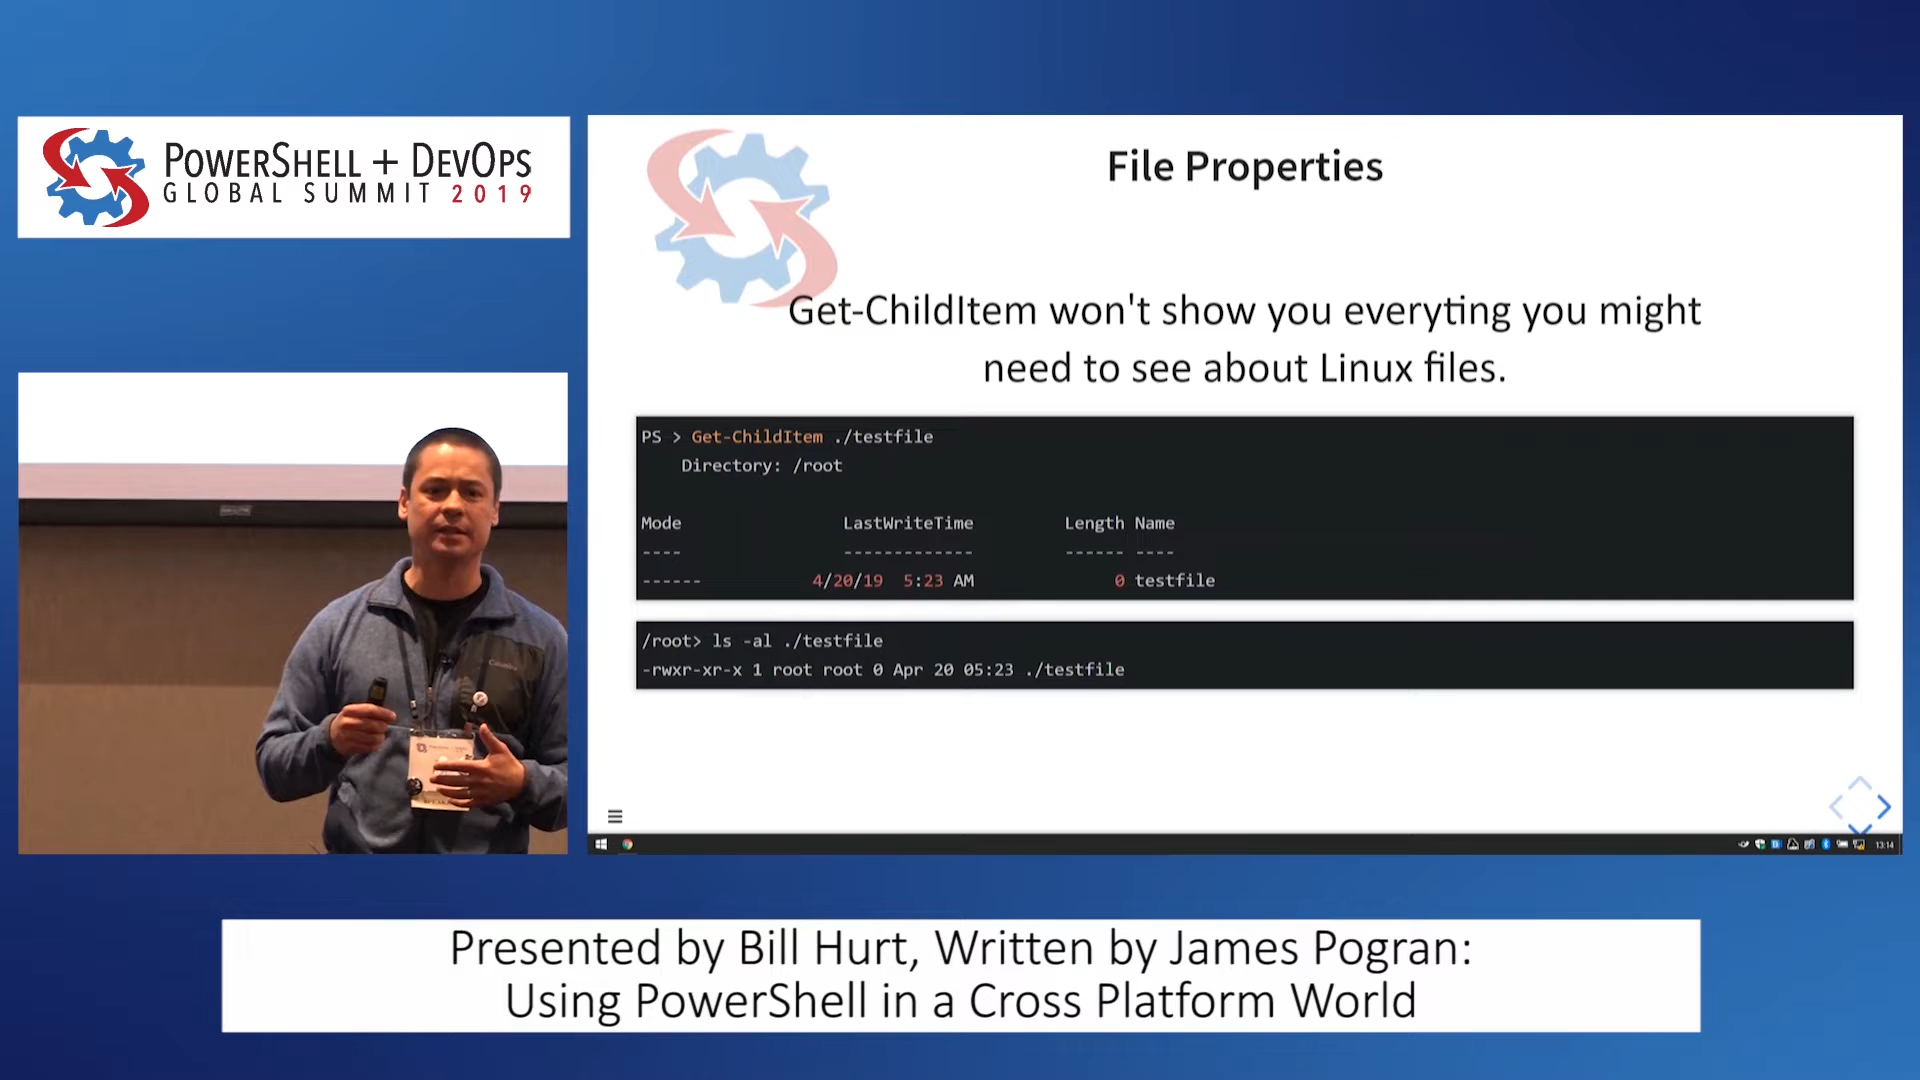 POWERSHELL + DEVOPS
GLOBAL SUMMIT 2019
File Properties
Get-ChildItem won't show you everyting you might
need to see about Linux files.
PS > Get-ChildItem ./testfile
Directory: /root
Mode LastWriteTime Length Name
---- ------------- ------ ----
------ 4/20/19 5:23 AM 0 testfile
/root> ls -al ./testfile
-rwxr-xr-x 1 root root 0 Apr 20 05:23 ./testfile
13:14
Columbia
Presented by Bill Hurt, Written by James Pogran:
Using PowerShell in a Cross Platform World